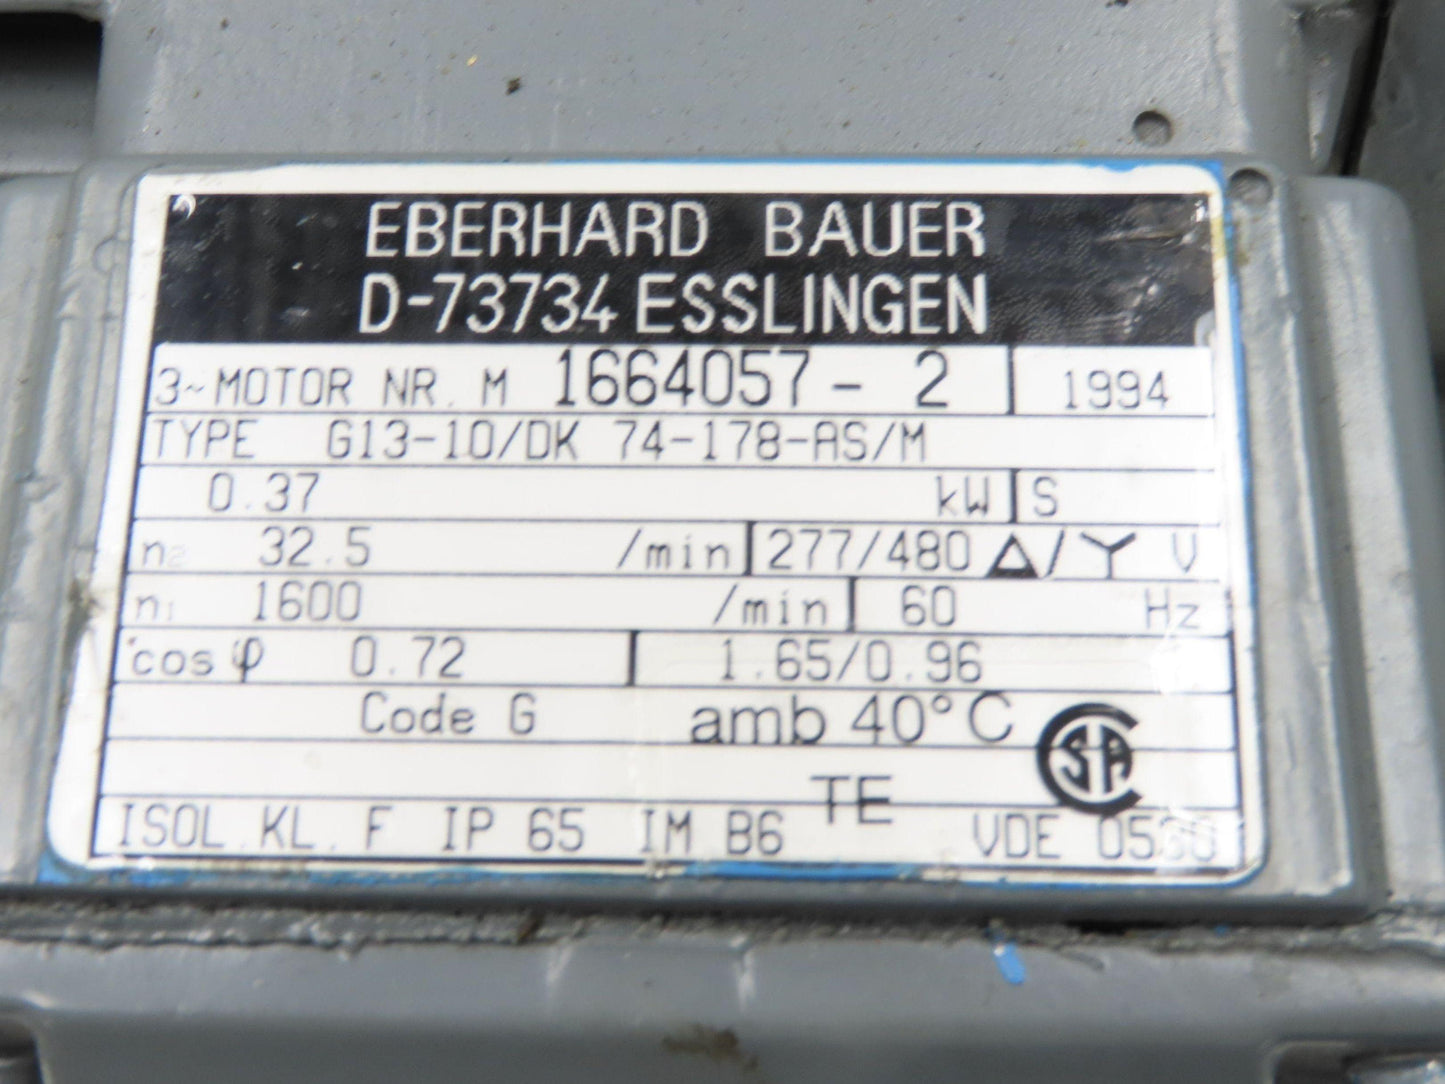 EBERHARD BAUER
D-73734 ESSLINGEN
3~MOTOR NR. M 1664057 - 2 1994
TYPE G13-10/DK 74-178-AS/M
0.37 kW S
n₂ 32.5 /min 277/480 Δ/Y V
n₁ 1600 /min 60 Hz
cos φ 0.72 1.65/0.96
Code G amb 40°C CSA
TE
ISOL.KL. F IP 65 IM B6 VDE